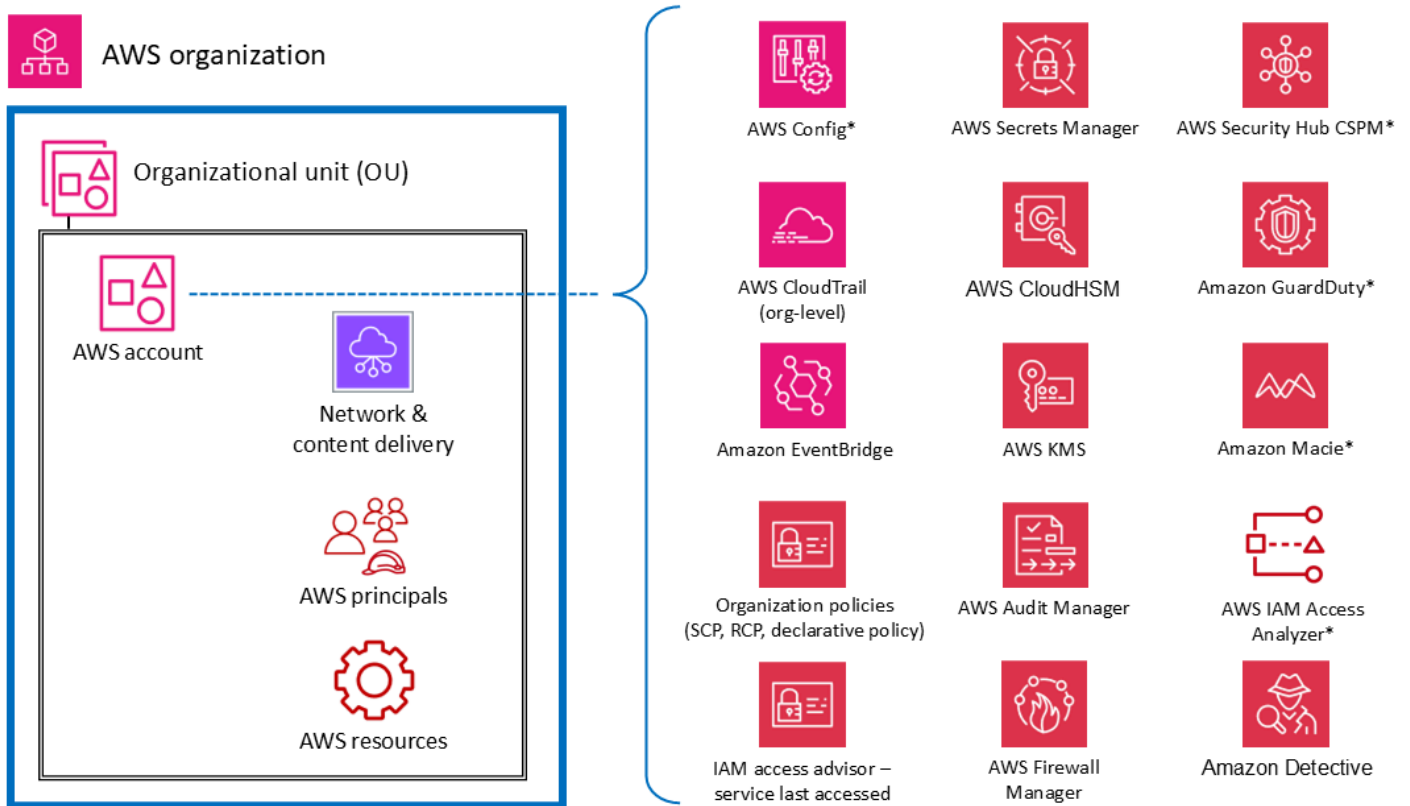 AWS organization
Organizational unit (OU)
AWS account
Network &
content delivery
AWS principals
AWS resources
AWS Config*
AWS Secrets Manager
AWS Security Hub CSPM*
AWS CloudTrail
(org-level)
AWS CloudHSM
Amazon GuardDuty*
Amazon EventBridge
AWS KMS
Amazon Macie*
Organization policies
(SCP, RCP, declarative policy)
AWS Audit Manager
AWS IAM Access
Analyzer*
IAM access advisor –
service last accessed
AWS Firewall
Manager
Amazon Detective